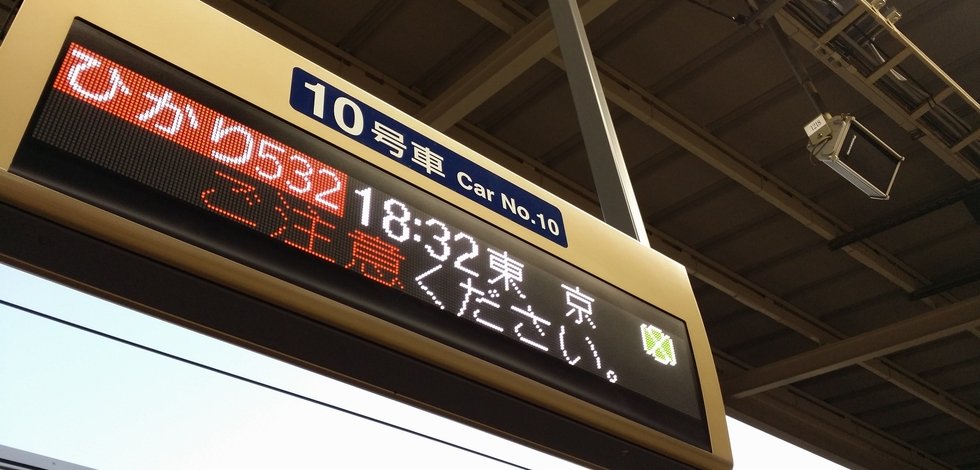 10号車 Car No.10
ひかり532 18:32 東京
ご注意ください。